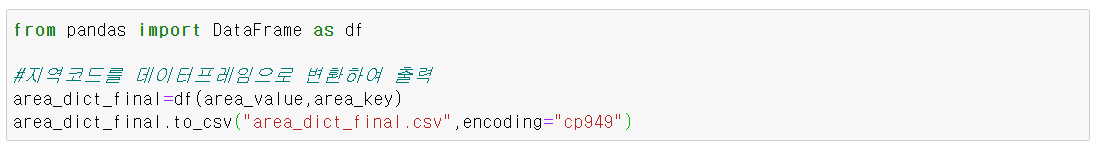 from pandas import DataFrame as df
#지역코드를 데이터프레임으로 변환하여 출력
area_dict_final=df(area_value,area_key)
area_dict_final.to_csv("area_dict_final.csv",encoding="cp949")